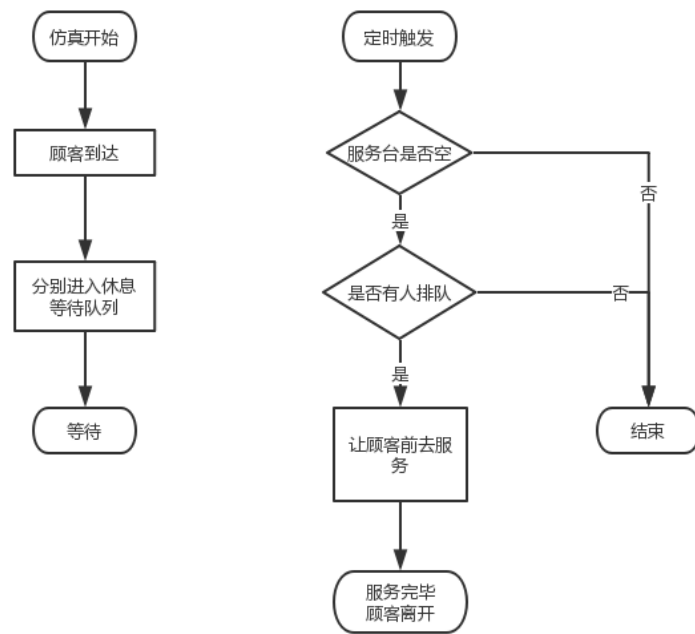 仿真开始
顾客到达
分别进入休息
等待队列
等待
定时触发
服务台是否空
否
是
是否有人排队
否
是
让顾客前去服
务
结束
服务完毕
顾客离开